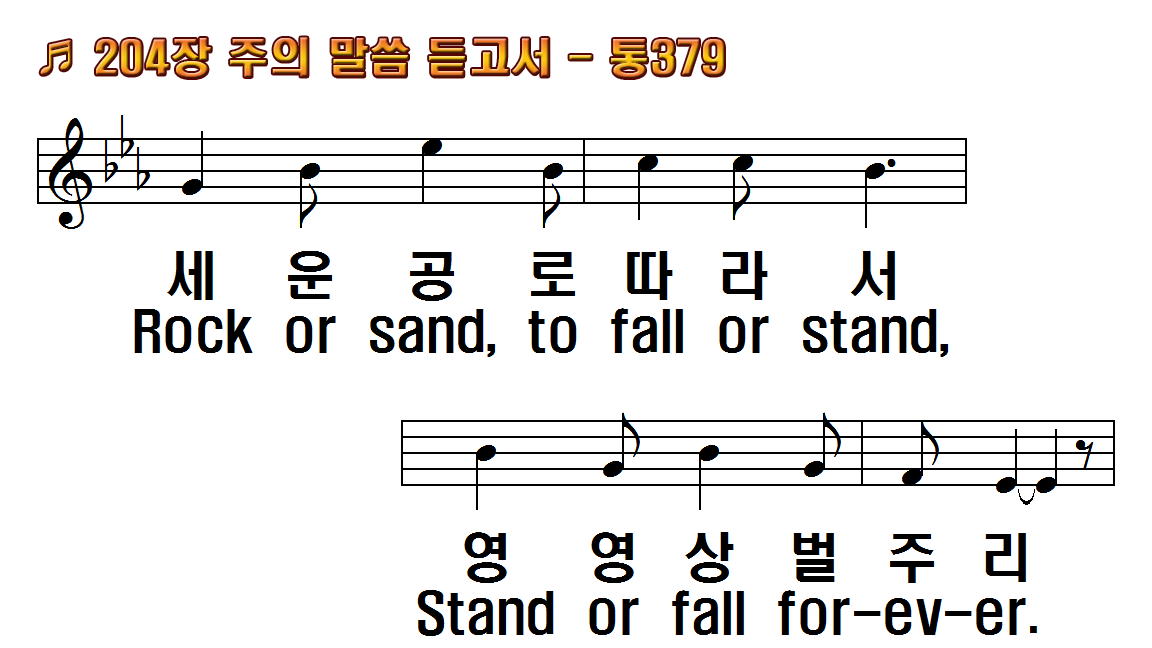 ♬ 204장 주의 말씀 듣고서 - 통379
세 운 공 로 따 라 서
Rock or sand, to fall or stand,
영 영 상 벌 주 리
Stand or fall for-ev-er.